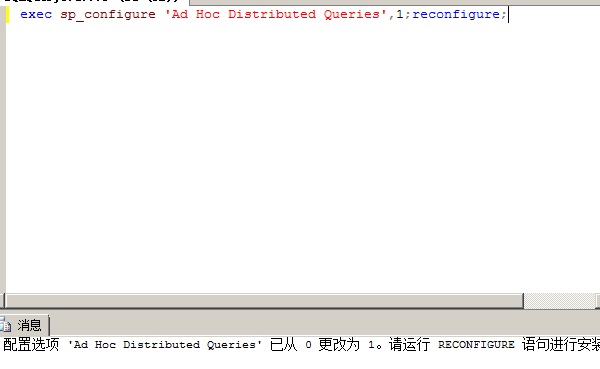 exec sp_configure 'Ad Hoc Distributed Queries',1;reconfigure;
消息
配置选项 'Ad Hoc Distributed Queries' 已从 0 更改为 1。请运行 RECONFIGURE 语句进行安装